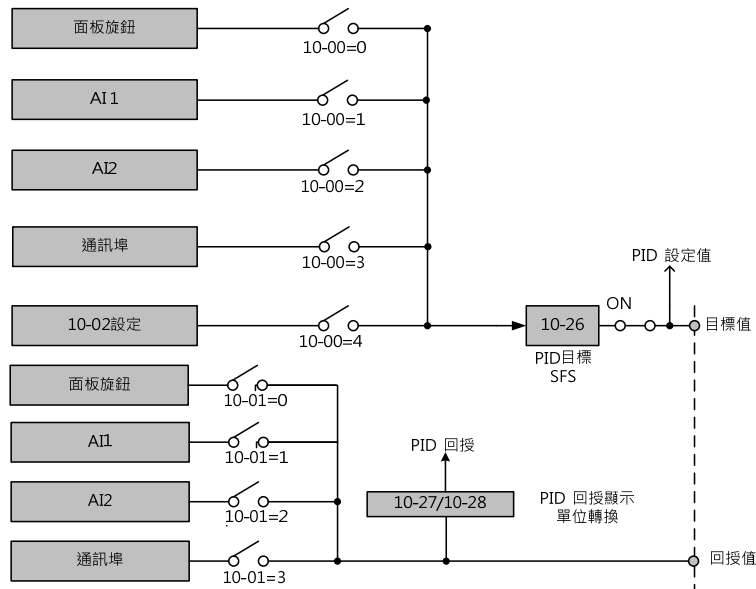 面板旋鈕
10-00=0
AI 1
10-00=1
AI2
10-00=2
通訊埠
10-00=3
PID 設定值
10-02設定
10-00=4
10-26
ON
目標值
PID目標
SFS
面板旋鈕
10-01=0
AI1
10-01=1
PID 回授
AI2
10-01=2
10-27/10-28
PID 回授顯示
單位轉換
通訊埠
10-01=3
回授值